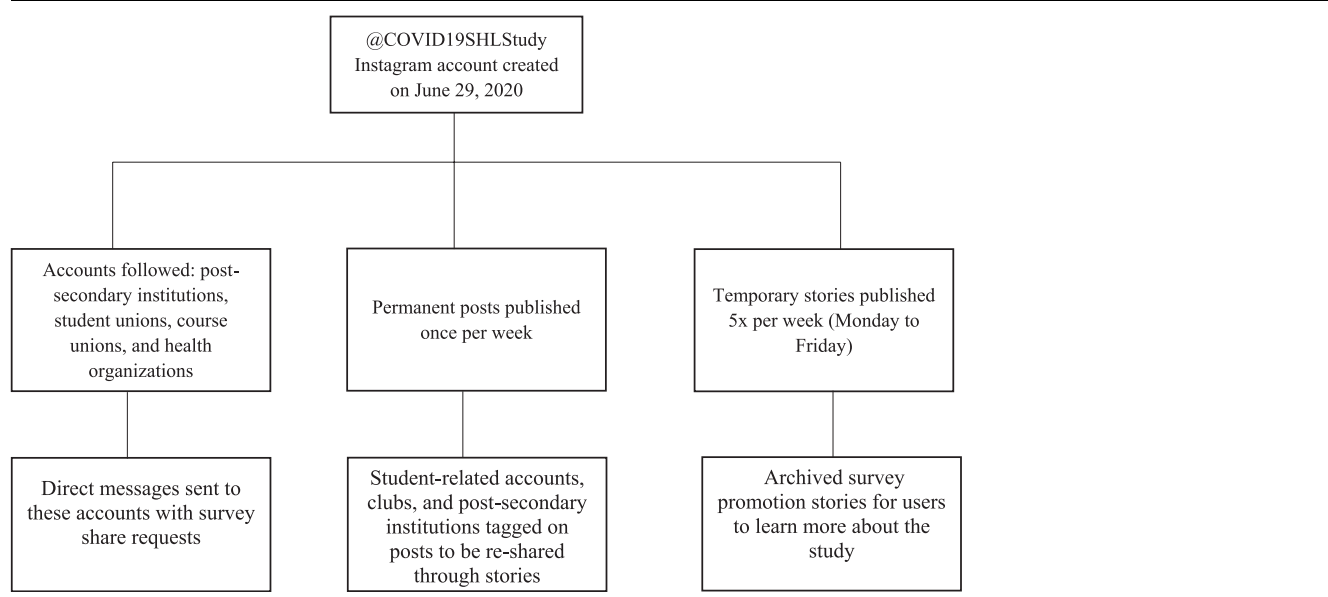 @COVID19SHLStudy
Instagram account created
on June 29, 2020
Accounts followed: post-
secondary institutions,
student unions, course
unions, and health
organizations
Permanent posts published
once per week
Temporary stories published
5x per week (Monday to
Friday)
Direct messages sent to
these accounts with survey
share requests
Student-related accounts,
clubs, and post-secondary
institutions tagged on
posts to be re-shared
through stories
Archived survey
promotion stories for users
to learn more about the
study